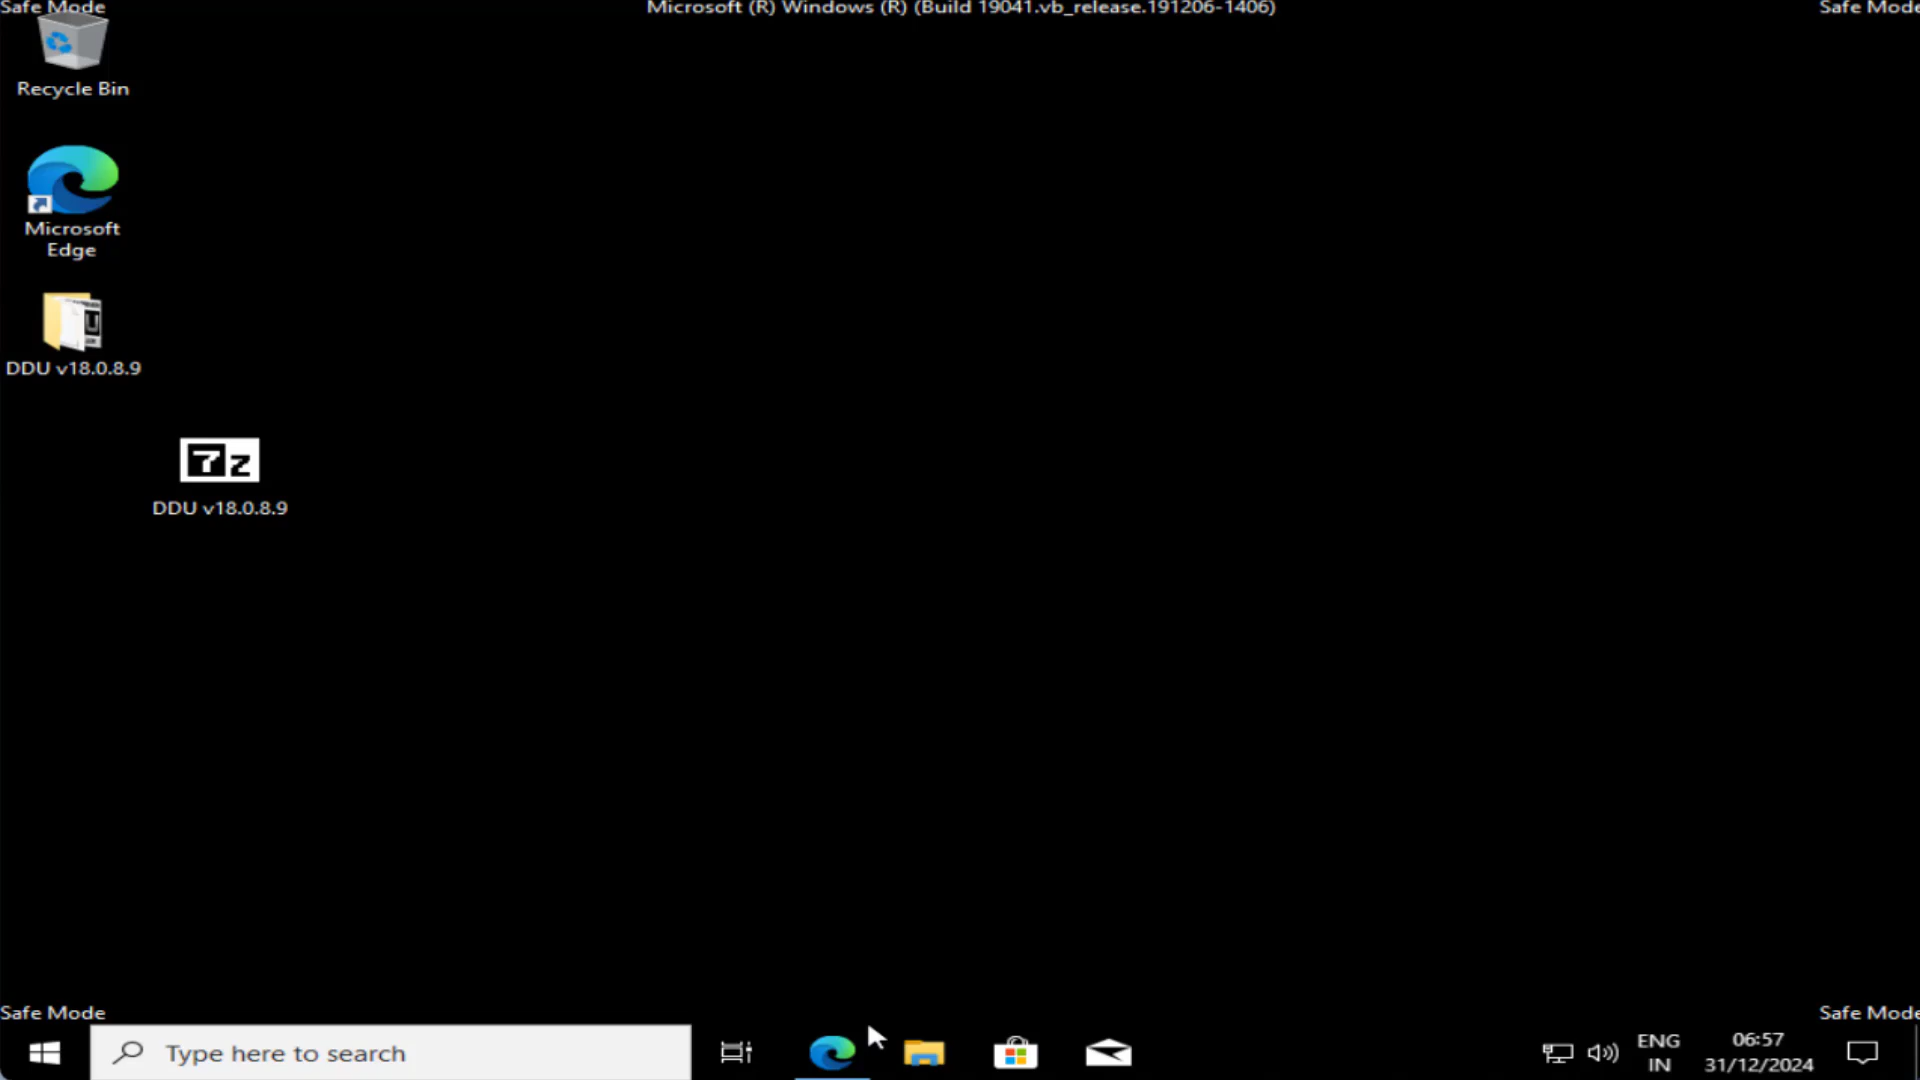 Safe Mode
Microsoft (R) Windows (R) (Build 19041.vb_release.191206-1406)
Safe Mode
Recycle Bin
Microsoft
Edge
DDU v18.0.8.9
7z
DDU v18.0.8.9
Safe Mode
Safe Mode
Type here to search
ENG
IN
06:57
31/12/2024